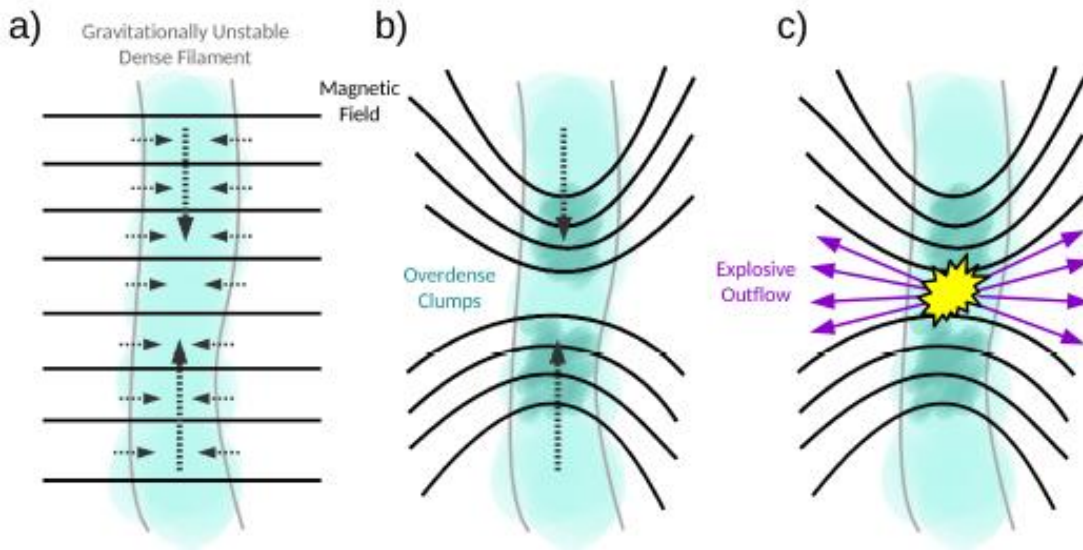 a)
Gravitationally Unstable
Dense Filament
Magnetic
Field
b)
Overdense
Clumps
c)
Explosive
Outflow